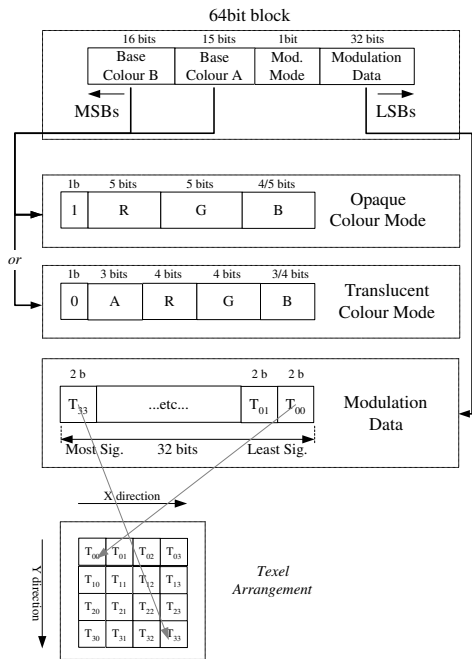 64bit block
16 bits 15 bits 1bit 32 bits
Base Colour B Base Colour A Mod. Mode Modulation Data
MSBs LSBs
1b 5 bits 5 bits 4/5 bits
1 R G B
Opaque Colour Mode
or
1b 3 bits 4 bits 4 bits 3/4 bits
0 A R G B
Translucent Colour Mode
2 b 2 b 2 b
T33 ...etc... T01 T00
Modulation Data
Most Sig. 32 bits Least Sig.
X direction
Y direction
T00 T01 T02 T03
T10 T11 T12 T13
T20 T21 T22 T23
T30 T31 T32 T33
Texel Arrangement